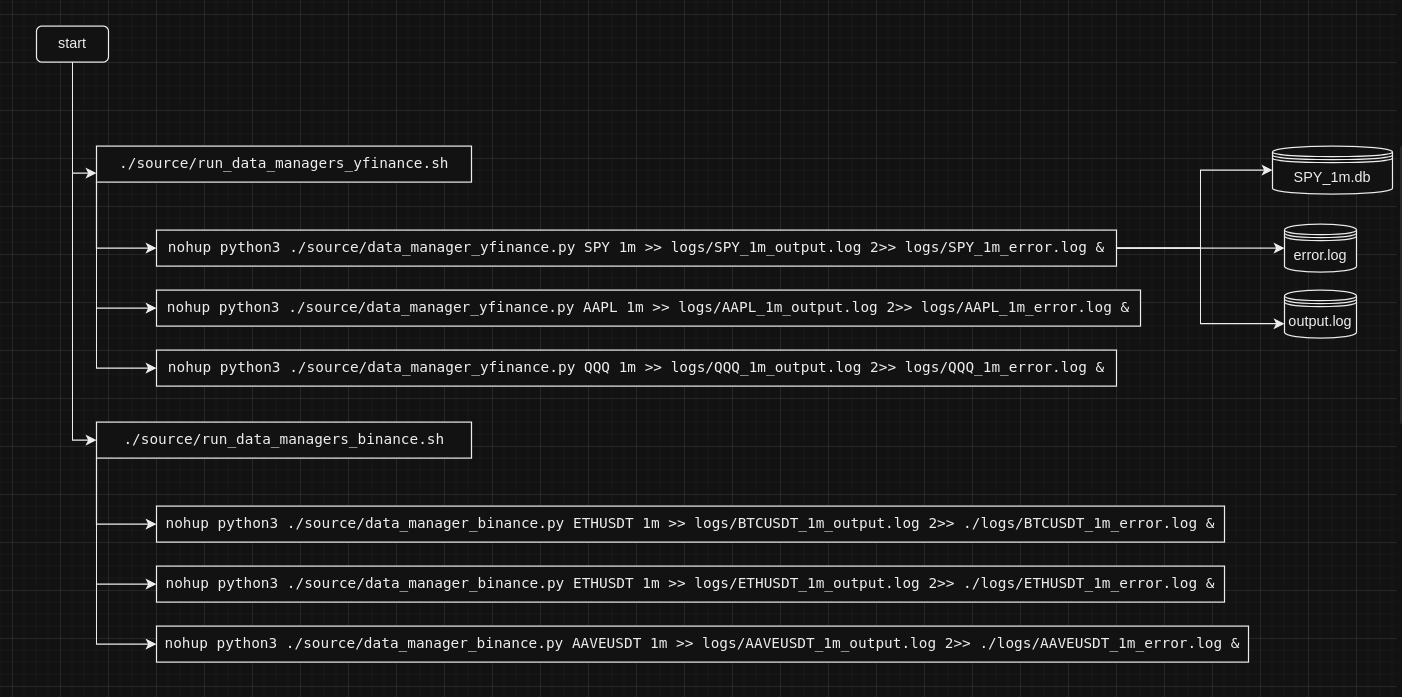 start
./source/run_data_managers_yfinance.sh
SPY_1m.db
nohup python3 ./source/data_manager_yfinance.py SPY 1m >> logs/SPY_1m_output.log 2>> logs/SPY_1m_error.log &
error.log
nohup python3 ./source/data_manager_yfinance.py AAPL 1m >> logs/AAPL_1m_output.log 2>> logs/AAPL_1m_error.log &
output.log
nohup python3 ./source/data_manager_yfinance.py QQQ 1m >> logs/QQQ_1m_output.log 2>> logs/QQQ_1m_error.log &
./source/run_data_managers_binance.sh
nohup python3 ./source/data_manager_binance.py ETHUSDT 1m >> logs/BTCUSDT_1m_output.log 2>> ./logs/BTCUSDT_1m_error.log &
nohup python3 ./source/data_manager_binance.py ETHUSDT 1m >> logs/ETHUSDT_1m_output.log 2>> ./logs/ETHUSDT_1m_error.log &
nohup python3 ./source/data_manager_binance.py AAVEUSDT 1m >> logs/AAVEUSDT_1m_output.log 2>> ./logs/AAVEUSDT_1m_error.log &